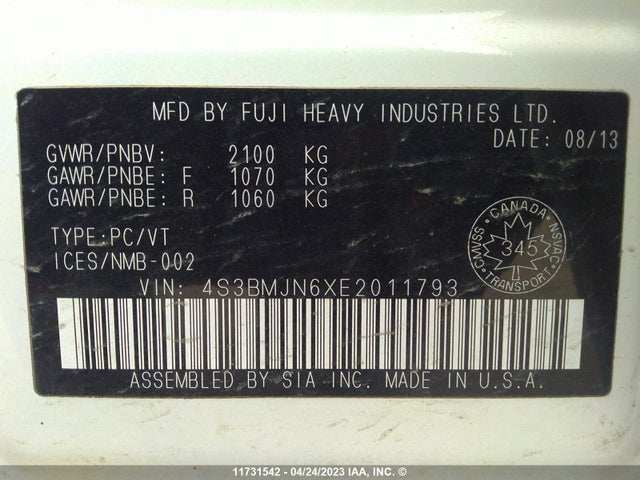 MFD BY FUJI HEAVY INDUSTRIES LTD.
DATE: 08/13
GVWR/PNBV: 2100 KG
GAWR/PNBE: F 1070 KG
GAWR/PNBE: R 1060 KG
TYPE:PC/VT
ICES/NMB-002
CANADA
CMVSS 345 NSVAC
TRANSPORT
VIN: 4S3BMJN6XE2011793
ASSEMBLED BY SIA INC. MADE IN U.S.A.
11731542 - 04/24/2023 IAA, INC. ©